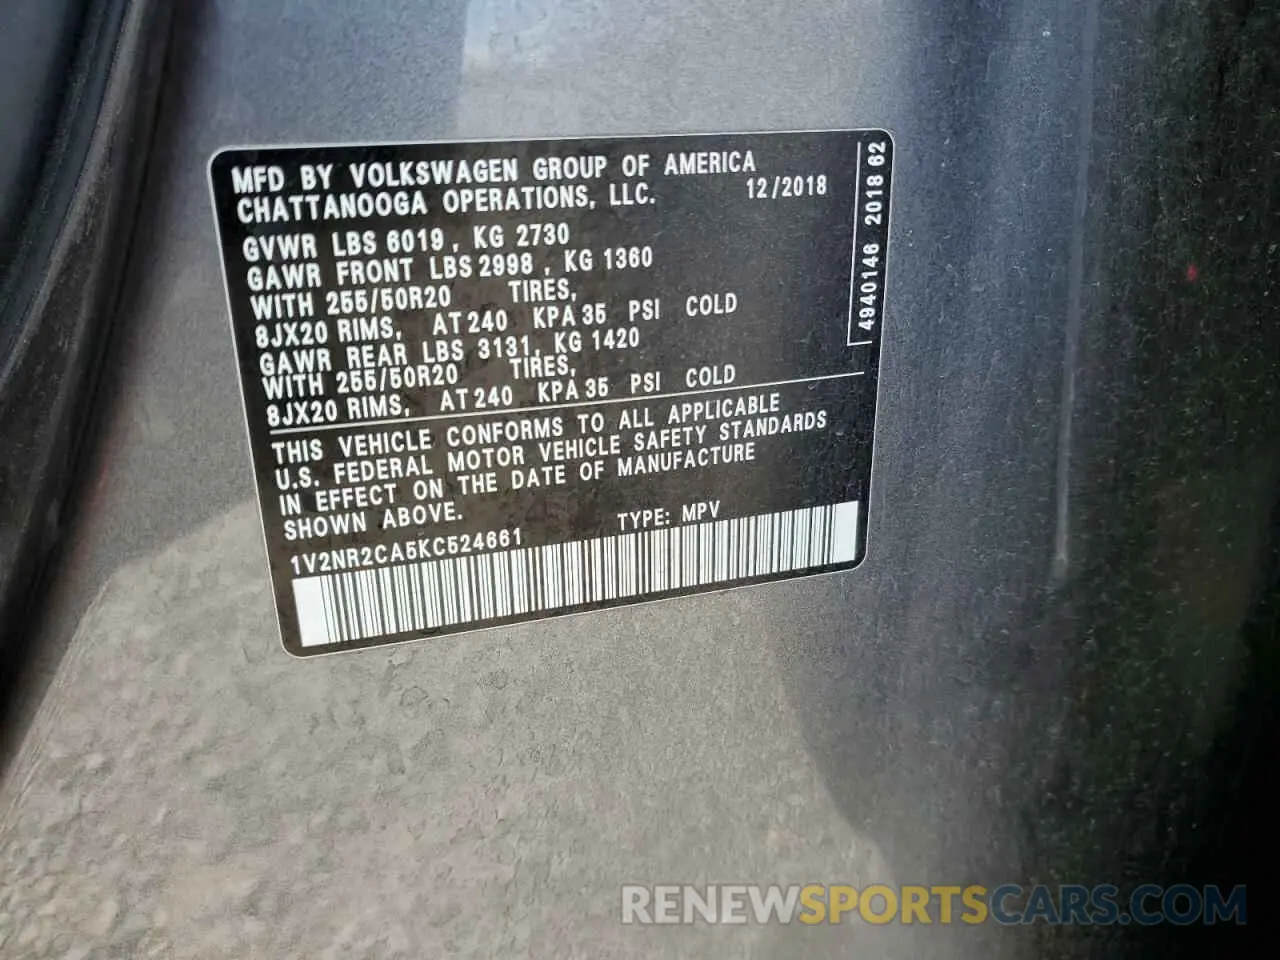 MFD BY VOLKSWAGEN GROUP OF AMERICA
CHATTANOOGA OPERATIONS, LLC. 12/2018
GVWR LBS 6019, KG 2730
GAWR FRONT LBS 2998, KG 1360
WITH 255/50R20 TIRES,
8JX20 RIMS, AT 240 KPA 35 PSI COLD
GAWR REAR LBS 3131, KG 1420
WITH 255/50R20 TIRES,
8JX20 RIMS, AT 240 KPA 35 PSI COLD
THIS VEHICLE CONFORMS TO ALL APPLICABLE
U.S. FEDERAL MOTOR VEHICLE SAFETY STANDARDS
IN EFFECT ON THE DATE OF MANUFACTURE
SHOWN ABOVE.
1V2NR2CA5KC524661 TYPE: MPV
4940146 2018 62
RENEWSPORTSCARS.COM